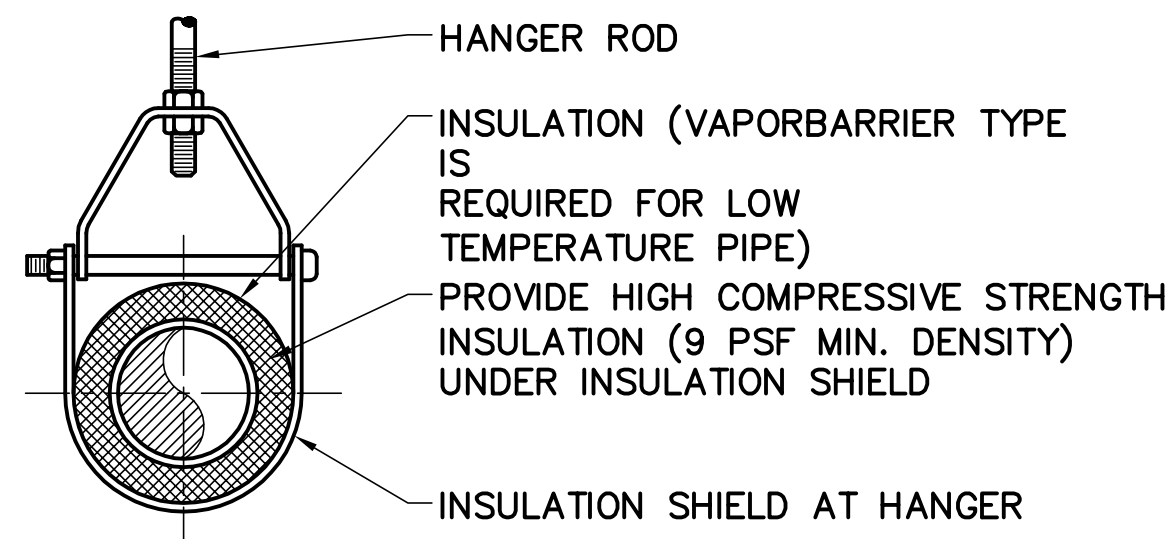 HANGER ROD
INSULATION (VAPORBARRIER TYPE
IS
REQUIRED FOR LOW
TEMPERATURE PIPE)
PROVIDE HIGH COMPRESSIVE STRENGTH
INSULATION (9 PSF MIN. DENSITY)
UNDER INSULATION SHIELD
INSULATION SHIELD AT HANGER